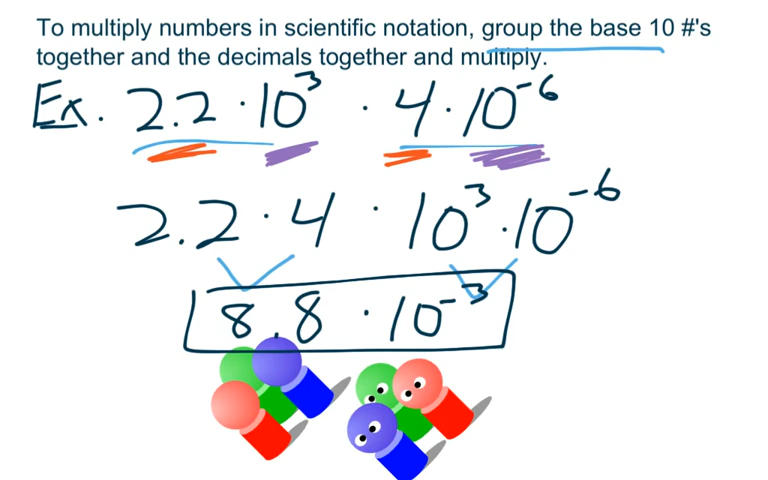 To multiply numbers in scientific notation, group the base 10 #'s
together and the decimals together and multiply.
Ex. 2.2 · 10³ · 4 · 10⁻⁶
2.2 · 4 · 10³ · 10⁻⁶
8.8 · 10⁻³